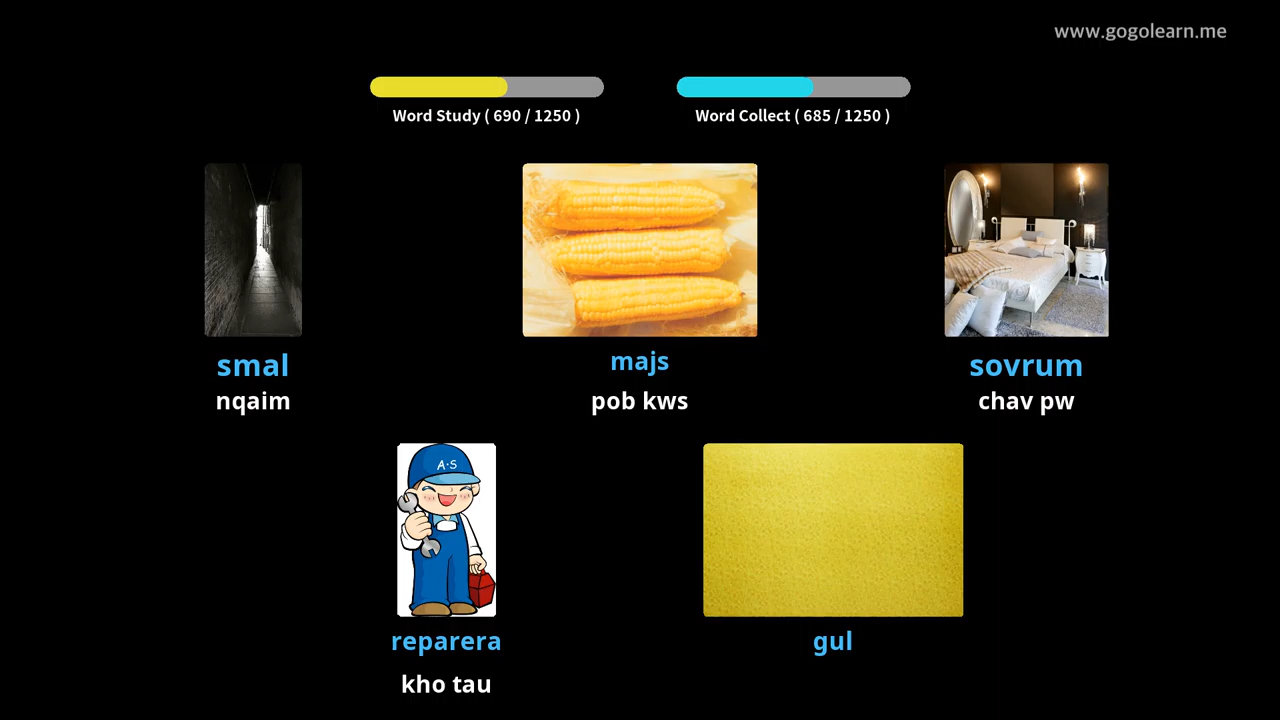 www.gogolearn.me
Word Study ( 690 / 1250 )
Word Collect ( 685 / 1250 )
smal
nqaim
majs
pob kws
sovrum
chav pw
A·S
reparera
kho tau
gul